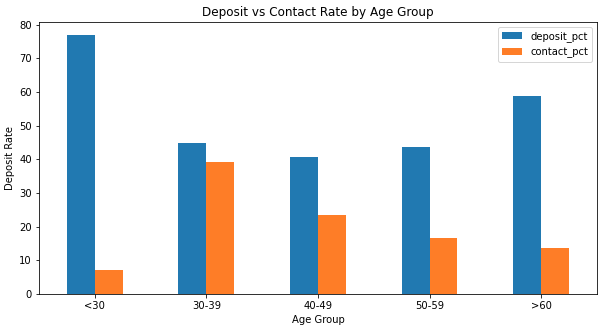 Deposit vs Contact Rate by Age Group
80
70
60
50
40
30
20
10
0
Deposit Rate
deposit_pct
contact_pct
<30 30-39 40-49 50-59 >60
Age Group